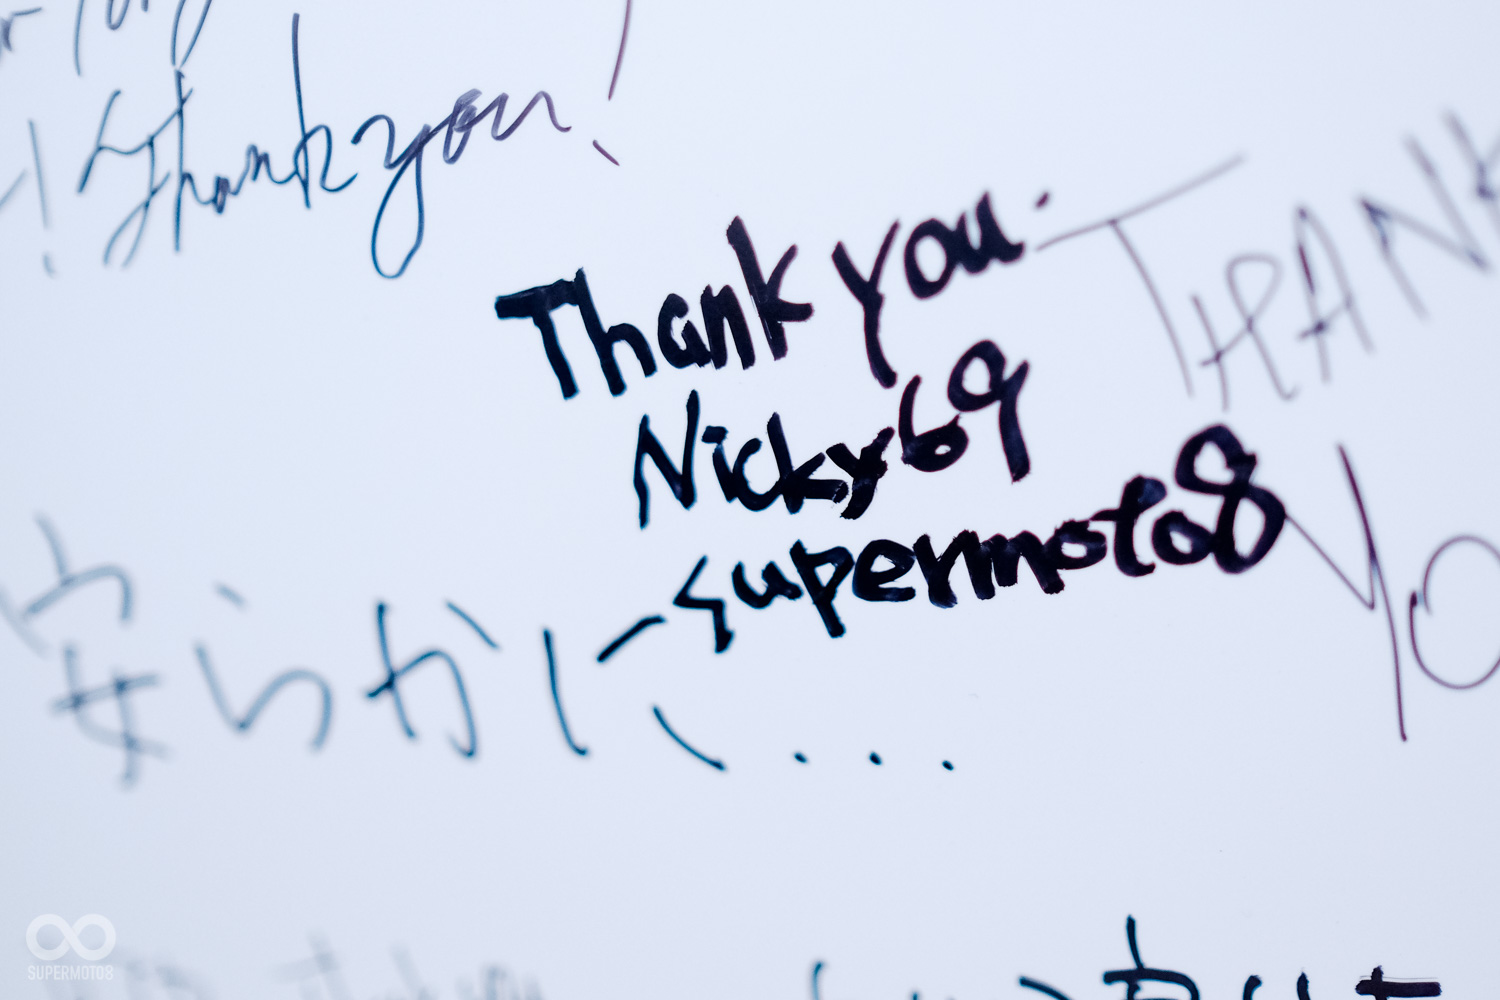 ! Thank you!
Thank you.
Nicky69
supermoto8
THANK
YO
安らかに...
SUPERMOTO8